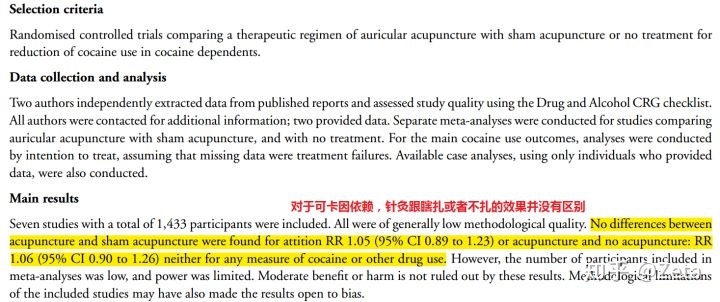 Selection criteria
Randomised controlled trials comparing a therapeutic regimen of auricular acupuncture with sham acupuncture or no treatment for
reduction of cocaine use in cocaine dependents.
Data collection and analysis
Two authors independently extracted data from published reports and assessed study quality using the Drug and Alcohol CRG checklist.
All authors were contacted for additional information; two provided data. Separate meta-analyses were conducted for studies comparing
auricular acupuncture with sham acupuncture, and with no treatment. For the main cocaine use outcomes, analyses were conducted
by intention to treat, assuming that missing data were treatment failures. Available case analyses, using only individuals who provided
data, were also conducted.
Main results
对于可卡因依赖，针灸跟瞎扎或者不扎的效果并没有区别
Seven studies with a total of 1,433 participants were included. All were of generally low methodological quality. No differences between
acupuncture and sham acupuncture were found for attrition RR 1.05 (95% CI 0.89 to 1.23) or acupuncture and no acupuncture: RR
1.06 (95% CI 0.90 to 1.26) neither for any measure of cocaine or other drug use. However, the number of participants included in
meta-analyses was low, and power was limited. Moderate benefit or harm is not ruled out by these results. Methodological limitations
of the included studies may have also made the results open to bias.
知乎 @Zeta